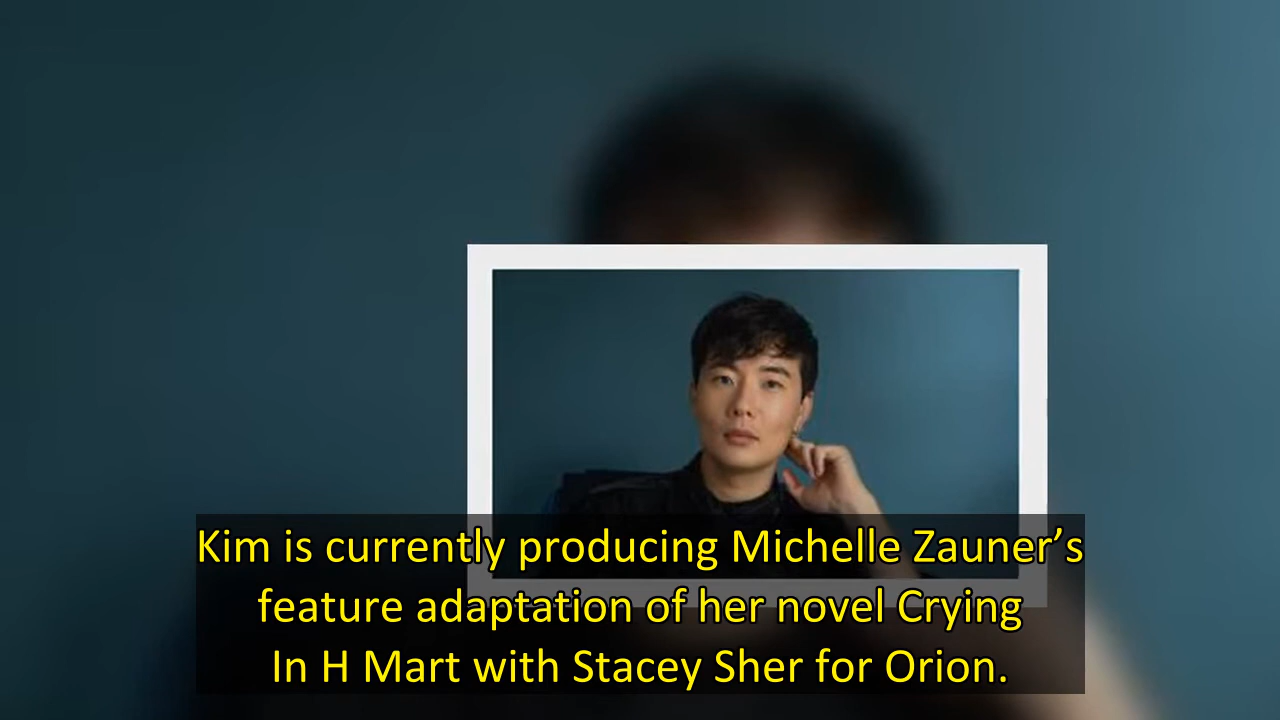 Kim is currently producing Michelle Zauner’s
feature adaptation of her novel Crying
In H Mart with Stacey Sher for Orion.